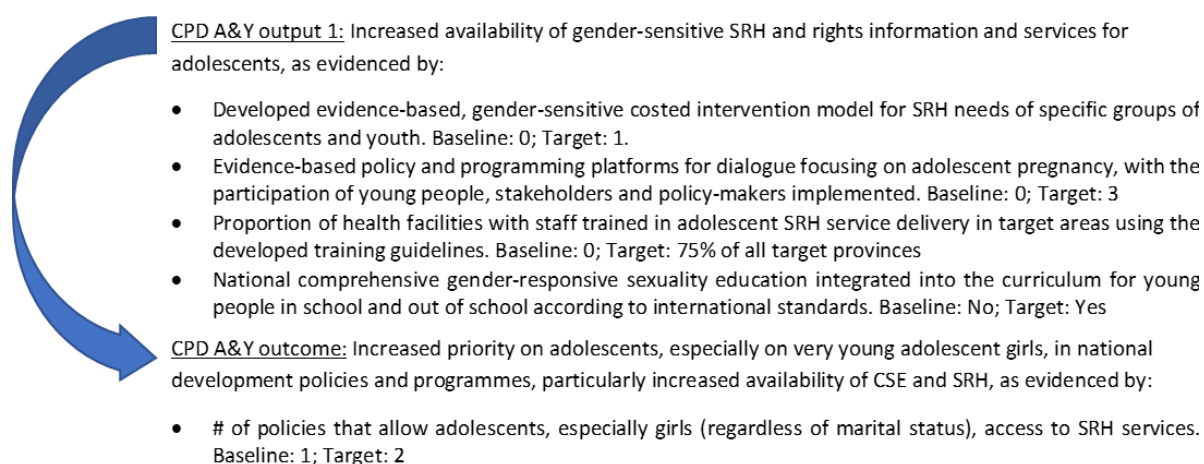 CPD A&Y output 1: Increased availability of gender-sensitive SRH and rights information and services for
adolescents, as evidenced by:
• Developed evidence-based, gender-sensitive costed intervention model for SRH needs of specific groups of
adolescents and youth. Baseline: 0; Target: 1.
• Evidence-based policy and programming platforms for dialogue focusing on adolescent pregnancy, with the
participation of young people, stakeholders and policy-makers implemented. Baseline: 0; Target: 3
• Proportion of health facilities with staff trained in adolescent SRH service delivery in target areas using the
developed training guidelines. Baseline: 0; Target: 75% of all target provinces
• National comprehensive gender-responsive sexuality education integrated into the curriculum for young
people in school and out of school according to international standards. Baseline: No; Target: Yes
CPD A&Y outcome: Increased priority on adolescents, especially on very young adolescent girls, in national
development policies and programmes, particularly increased availability of CSE and SRH, as evidenced by:
• # of policies that allow adolescents, especially girls (regardless of marital status), access to SRH services.
Baseline: 1; Target: 2